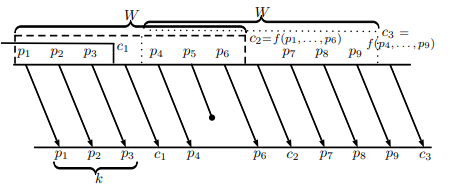 W W
c₃ =
c₂=f(p₁,…,p₆) f(p₄,…,p₉)
p₁ p₂ p₃ c₁ p₄ p₅ p₆ p₇ p₈ p₉
p₁ p₂ p₃ c₁ p₄ p₆ c₂ p₇ p₈ p₉ c₃
k